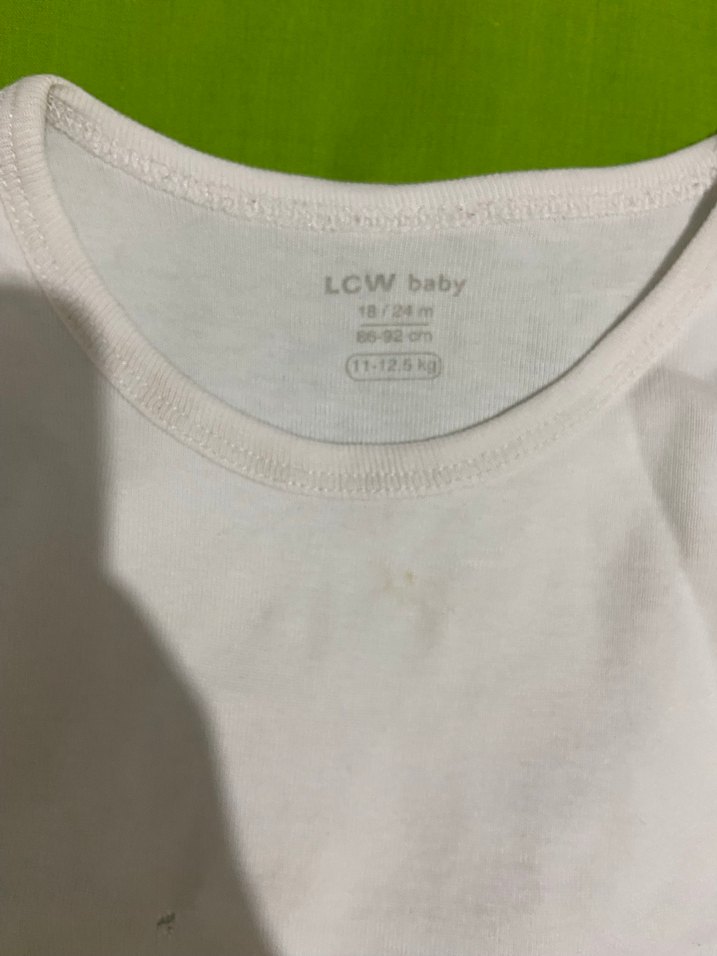 LCW baby
18 / 24 m
86-92 cm
11-12.5 kg